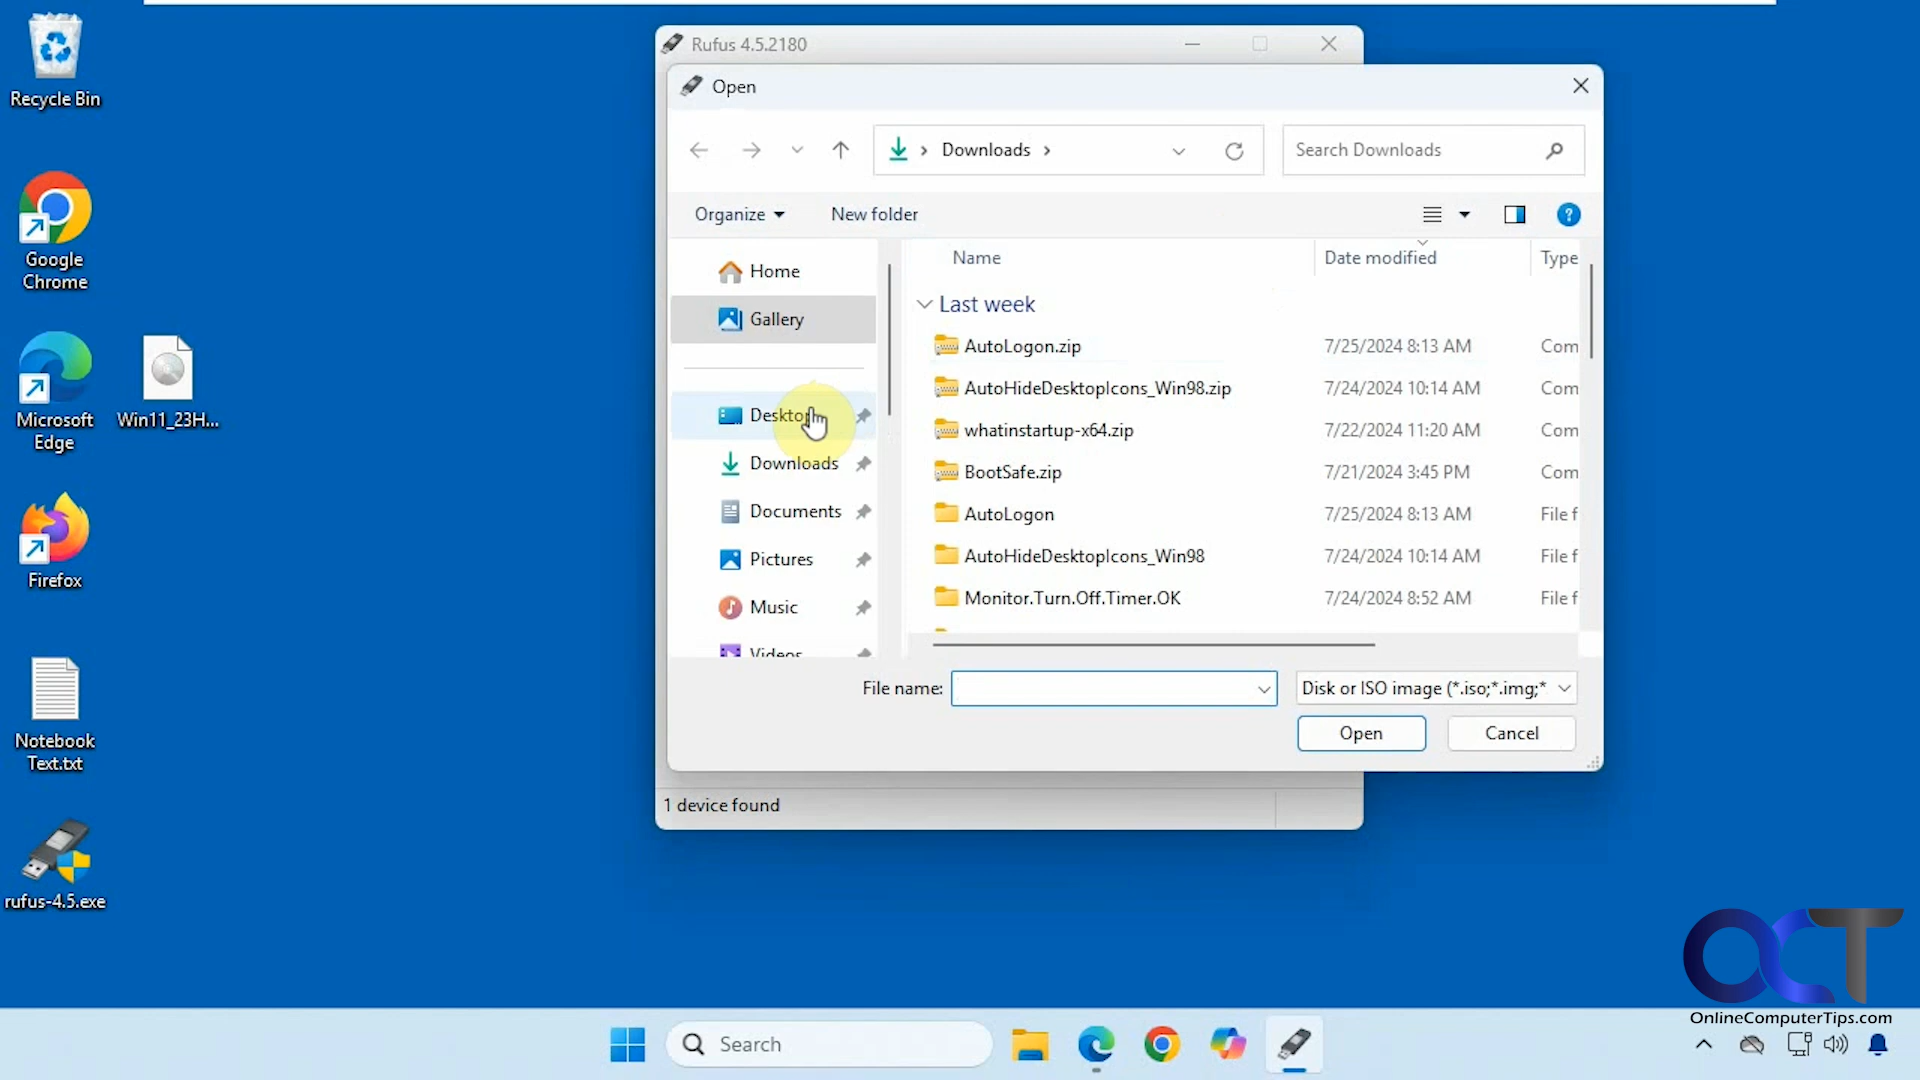 Recycle Bin
Google
Chrome
Microsoft
Edge
Win11_23H...
Firefox
Notebook
Text.txt
rufus-4.5.exe
Rufus 4.5.2180
Open
Downloads
Search Downloads
Organize
New folder
Home
Gallery
Desktop
Downloads
Documents
Pictures
Music
Videos
Name Date modified Type
Last week
AutoLogon.zip 7/25/2024 8:13 AM Com
AutoHideDesktopIcons_Win98.zip 7/24/2024 10:14 AM Com
whatinstartup-x64.zip 7/22/2024 11:20 AM Com
BootSafe.zip 7/21/2024 3:45 PM Com
AutoLogon 7/25/2024 8:13 AM File f
AutoHideDesktopIcons_Win98 7/24/2024 10:14 AM File f
Monitor.Turn.Off.Timer.OK 7/24/2024 8:52 AM File f
File name: Disk or ISO image (*.iso;*.img;*
Open Cancel
1 device found
OCT
OnlineComputerTips.com
Search